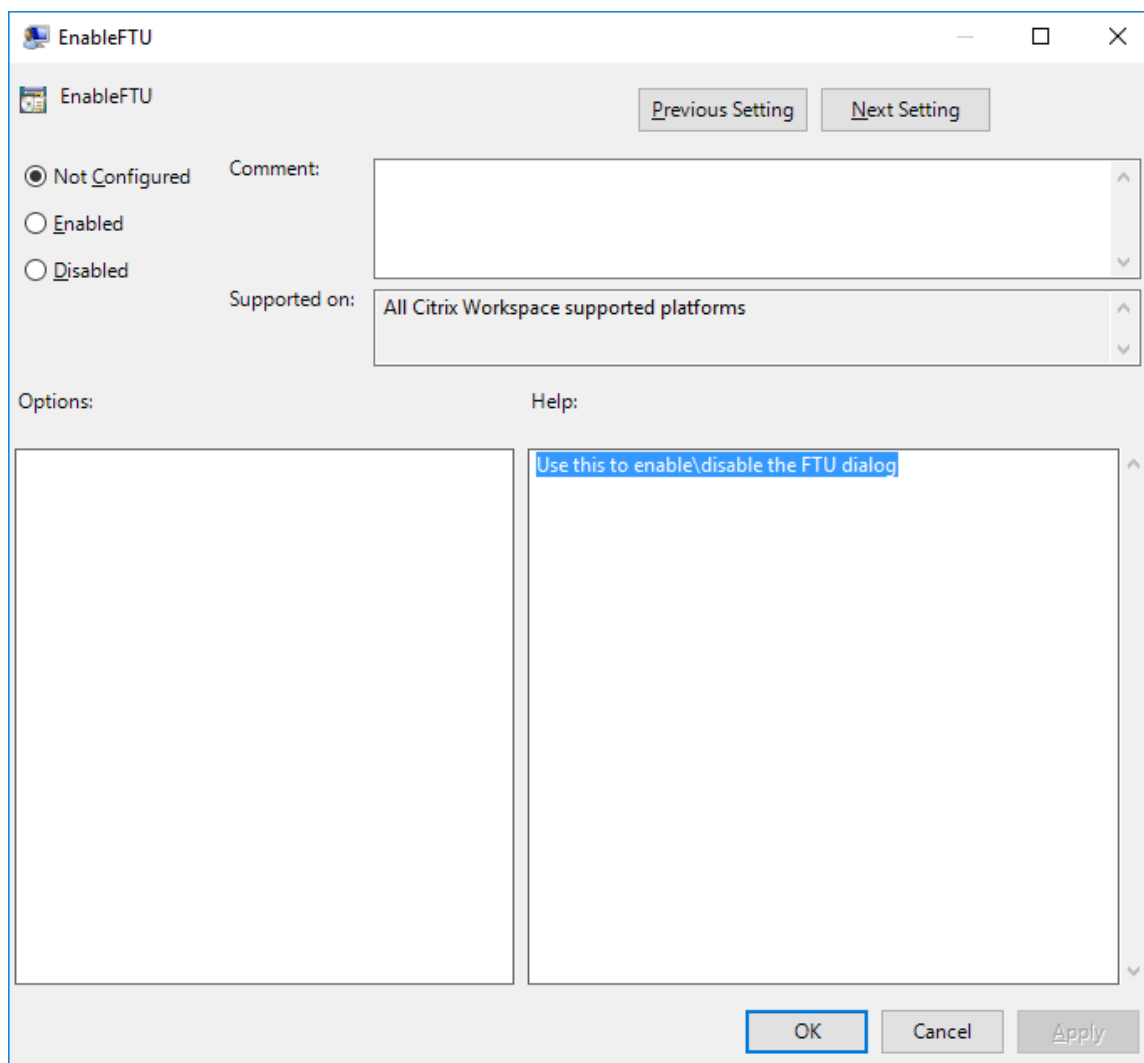 EnableFTU
EnableFTU
Previous Setting
Next Setting
Not Configured
Comment:
Enabled
Disabled
Supported on:
All Citrix Workspace supported platforms
Options:
Help:
Use this to enable\disable the FTU dialog
OK
Cancel
Apply